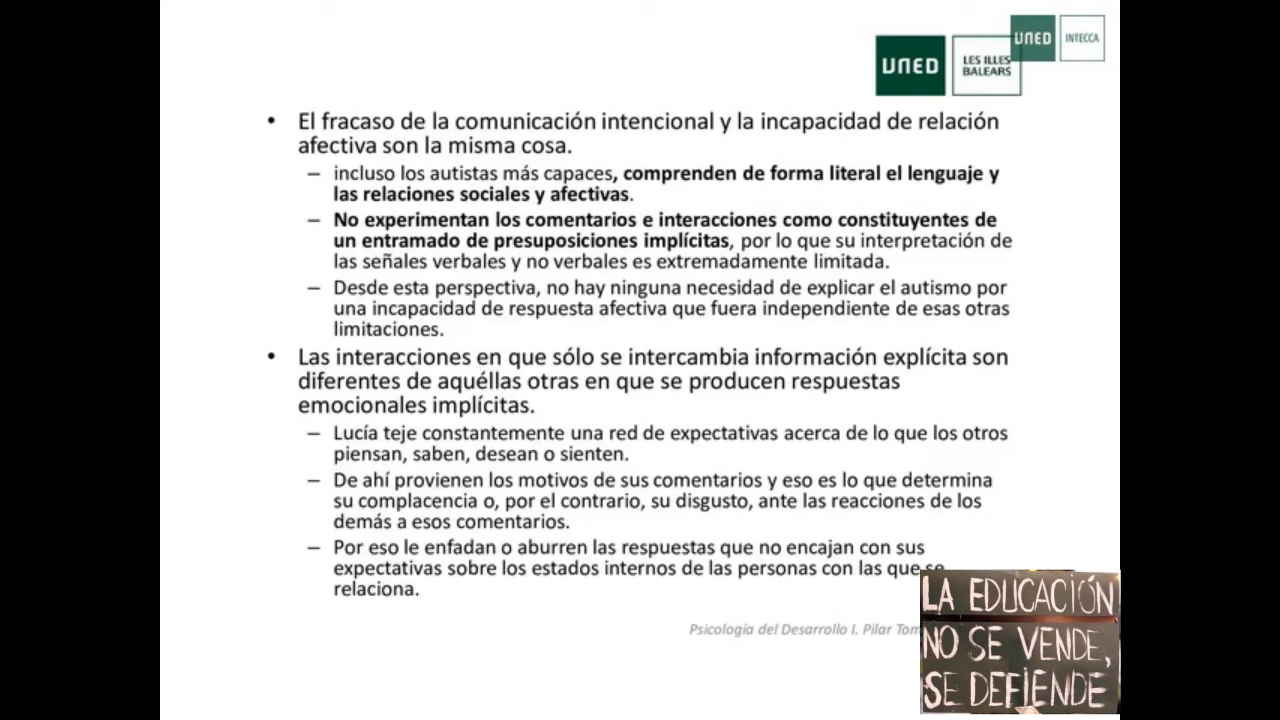 UNED
INTECCA
UNED
LES ILLES
BALEARS
• El fracaso de la comunicación intencional y la incapacidad de relación
afectiva son la misma cosa.
– incluso los autistas más capaces, comprenden de forma literal el lenguaje y
las relaciones sociales y afectivas.
– No experimentan los comentarios e interacciones como constituyentes de
un entramado de presuposiciones implícitas, por lo que su interpretación de
las señales verbales y no verbales es extremadamente limitada.
– Desde esta perspectiva, no hay ninguna necesidad de explicar el autismo por
una incapacidad de respuesta afectiva que fuera independiente de esas otras
limitaciones.
• Las interacciones en que sólo se intercambia información explícita son
diferentes de aquéllas otras en que se producen respuestas
emocionales implícitas.
– Lucía teje constantemente una red de expectativas acerca de lo que los otros
piensan, saben, desean o sienten.
– De ahí provienen los motivos de sus comentarios y eso es lo que determina
su complacencia o, por el contrario, su disgusto, ante las reacciones de los
demás a esos comentarios.
– Por eso le enfadan o aburren las respuestas que no encajan con sus
expectativas sobre los estados internos de las personas con las que se
relaciona.
Psicología del Desarrollo I. Pilar
LA EDUCACIÓN
NO SE VENDE,
SE DEFIENDE